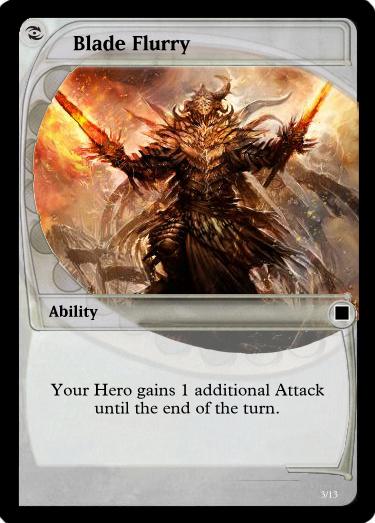 Blade Flurry
Ability
Your Hero gains 1 additional Attack
until the end of the turn.
3/13